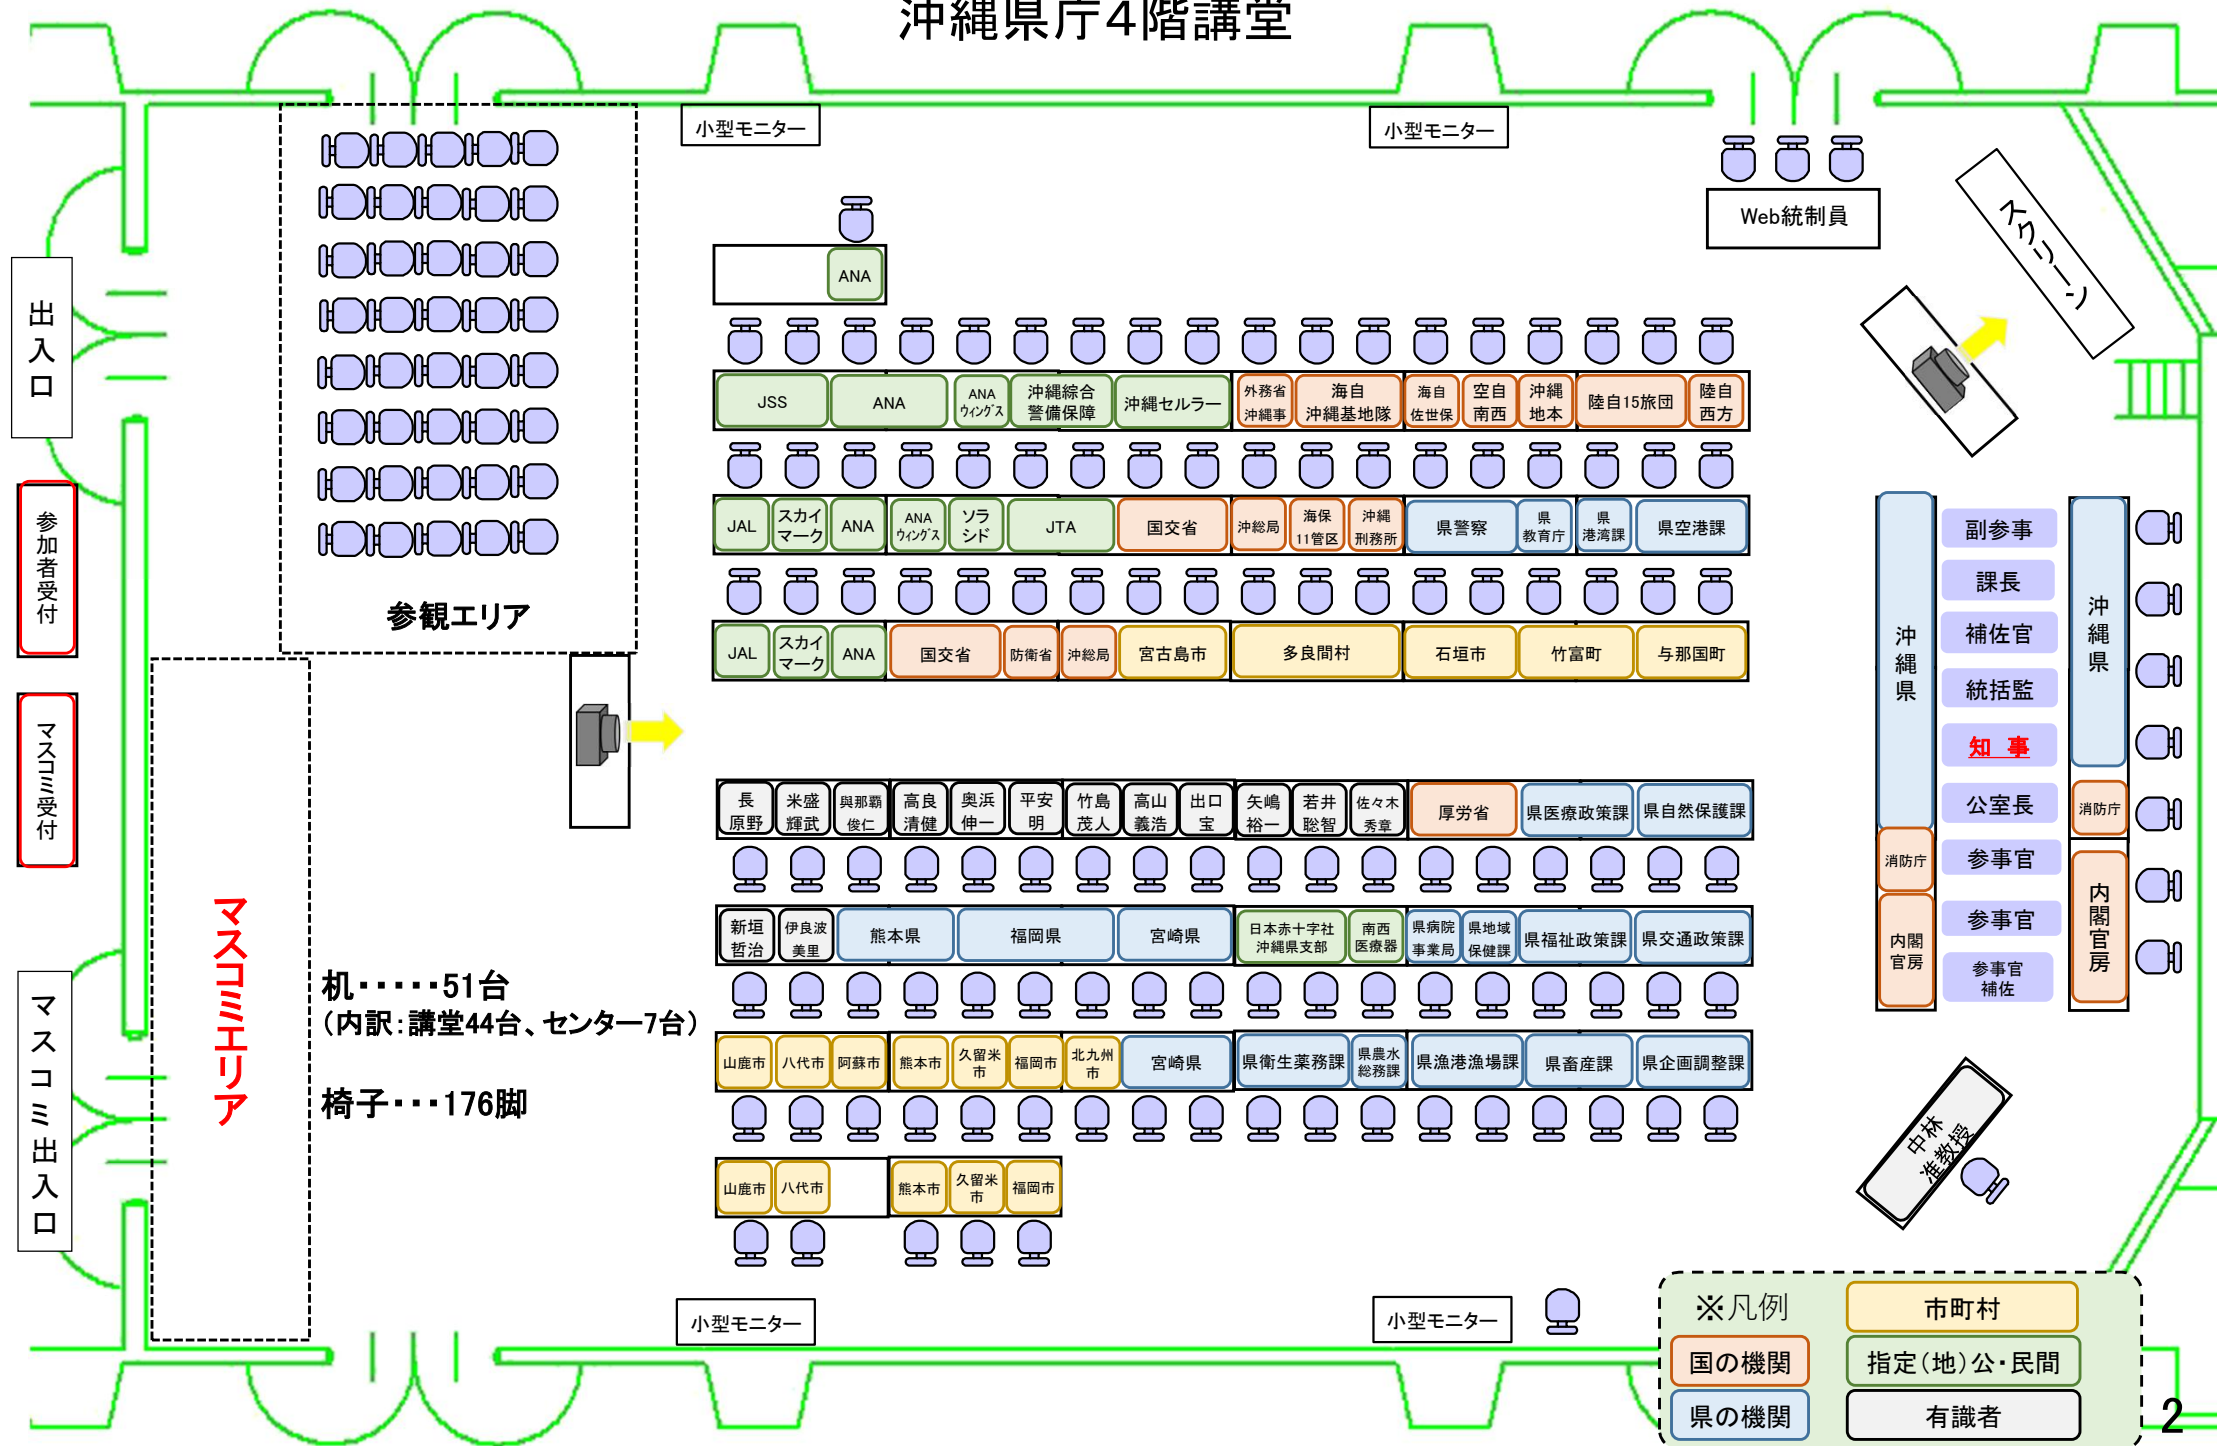 沖縄県庁4階講堂
小型モニター
小型モニター
Web統制員
スクリーン
出入口
参加者受付
マスコミ受付
マスコミ出入口
参観エリア
マスコミエリア
机・・・・・51台
（内訳：講堂44台、センター7台）
椅子・・・176脚
ANA
JSS
ANA
ANA
ウィングス
沖縄綜合
警備保障
沖縄セルラー
外務省
沖縄事
海自
沖縄基地隊
海自
佐世保
空自
南西
沖縄
地本
陸自15旅団
陸自
西方
JAL
スカイ
マーク
ANA
ANA
ウィングス
ソラ
シド
JTA
国交省
沖総局
海保
11管区
沖縄
刑務所
県警察
県
教育庁
県
港湾課
県空港課
JAL
スカイ
マーク
ANA
国交省
防衛省
沖総局
宮古島市
多良間村
石垣市
竹富町
与那国町
長
原野
米盛
輝武
與那覇
俊仁
高良
清健
奥浜
伸一
平安
明
竹島
茂人
高山
義浩
出口
宝
矢嶋
裕一
若井
聡智
佐々木
秀章
厚労省
県医療政策課
県自然保護課
新垣
哲治
伊良波
美里
熊本県
福岡県
宮崎県
日本赤十字社
沖縄県支部
南西
医療器
県病院
事業局
県地域
保健課
県福祉政策課
県交通政策課
山鹿市
八代市
阿蘇市
熊本市
久留米
市
福岡市
北九州
市
宮崎県
県衛生薬務課
県農水
総務課
県漁港漁場課
県畜産課
県企画調整課
山鹿市
八代市
熊本市
久留米
市
福岡市
沖縄県
消防庁
内閣
官房
副参事
課長
補佐官
統括監
知　事
公室長
参事官
参事官
参事官
補佐
沖縄県
消防庁
内閣官房
中林
准教授
小型モニター
小型モニター
※凡例
市町村
国の機関
指定（地）公・民間
県の機関
有識者
2